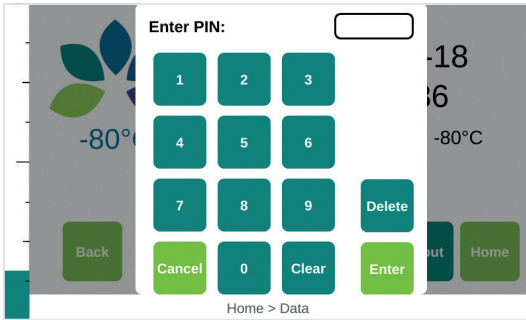 Enter PIN:
-18
36
-80°
-80°C
1 2 3
4 5 6
7 8 9 Delete
Back Cancel 0 Clear Enter Home
Home > Data